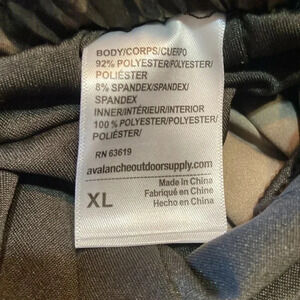 BODY/CORPS/CUERPO
92% POLYESTER/POLYESTER/
POLIÉSTER
8% SPANDEX/SPANDEX/
SPANDEX
INNER/INTÉRIEUR/INTERIOR
100 % POLYESTER/POLYESTER/
POLIÉSTER/
RN 63619
avalancheoutdoorsupply.com
Made in China
Fabriqué en Chine
Hecho en China
XL